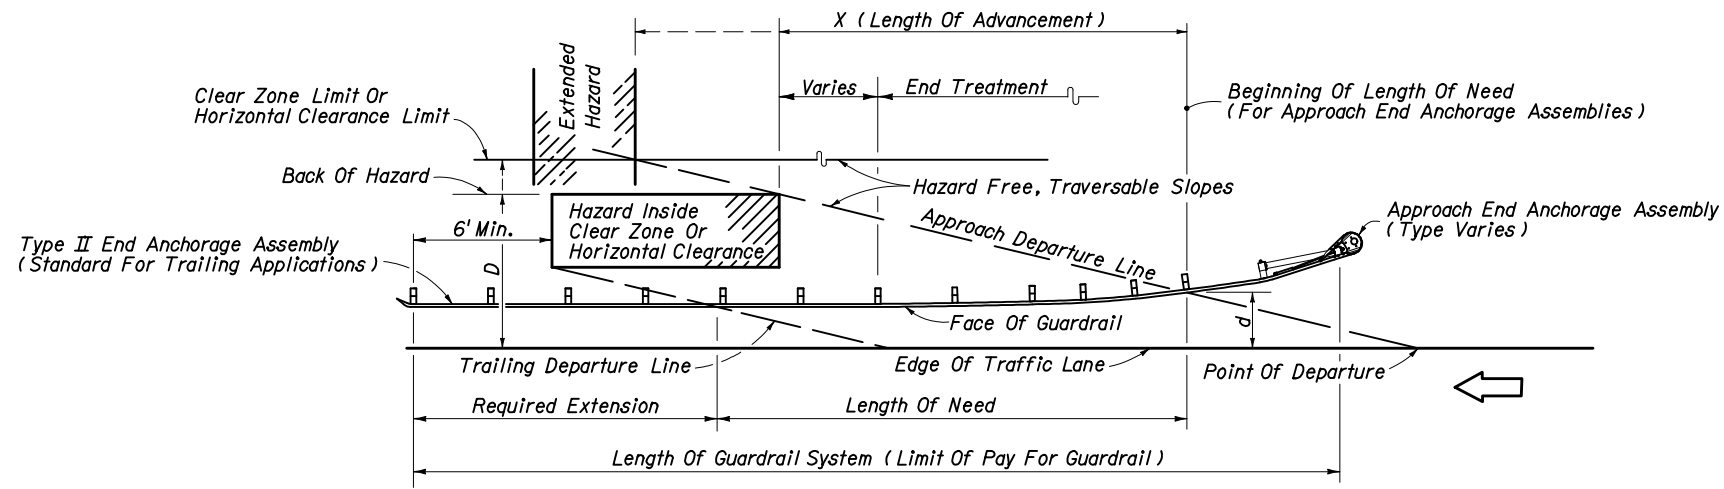 X ( Length Of Advancement )
Extended
Hazard
Varies
End Treatment
Clear Zone Limit Or
Horizontal Clearance Limit
Beginning Of Length Of Need
( For Approach End Anchorage Assemblies )
Back Of Hazard
Hazard Free, Traversable Slopes
Hazard Inside
Clear Zone Or
Horizontal Clearance
6' Min.
Approach Departure Line
Approach End Anchorage Assembly
( Type Varies )
Type II End Anchorage Assembly
( Standard For Trailing Applications )
D
d
Face Of Guardrail
Trailing Departure Line
Edge Of Traffic Lane
Point Of Departure
Required Extension
Length Of Need
Length Of Guardrail System ( Limit Of Pay For Guardrail )